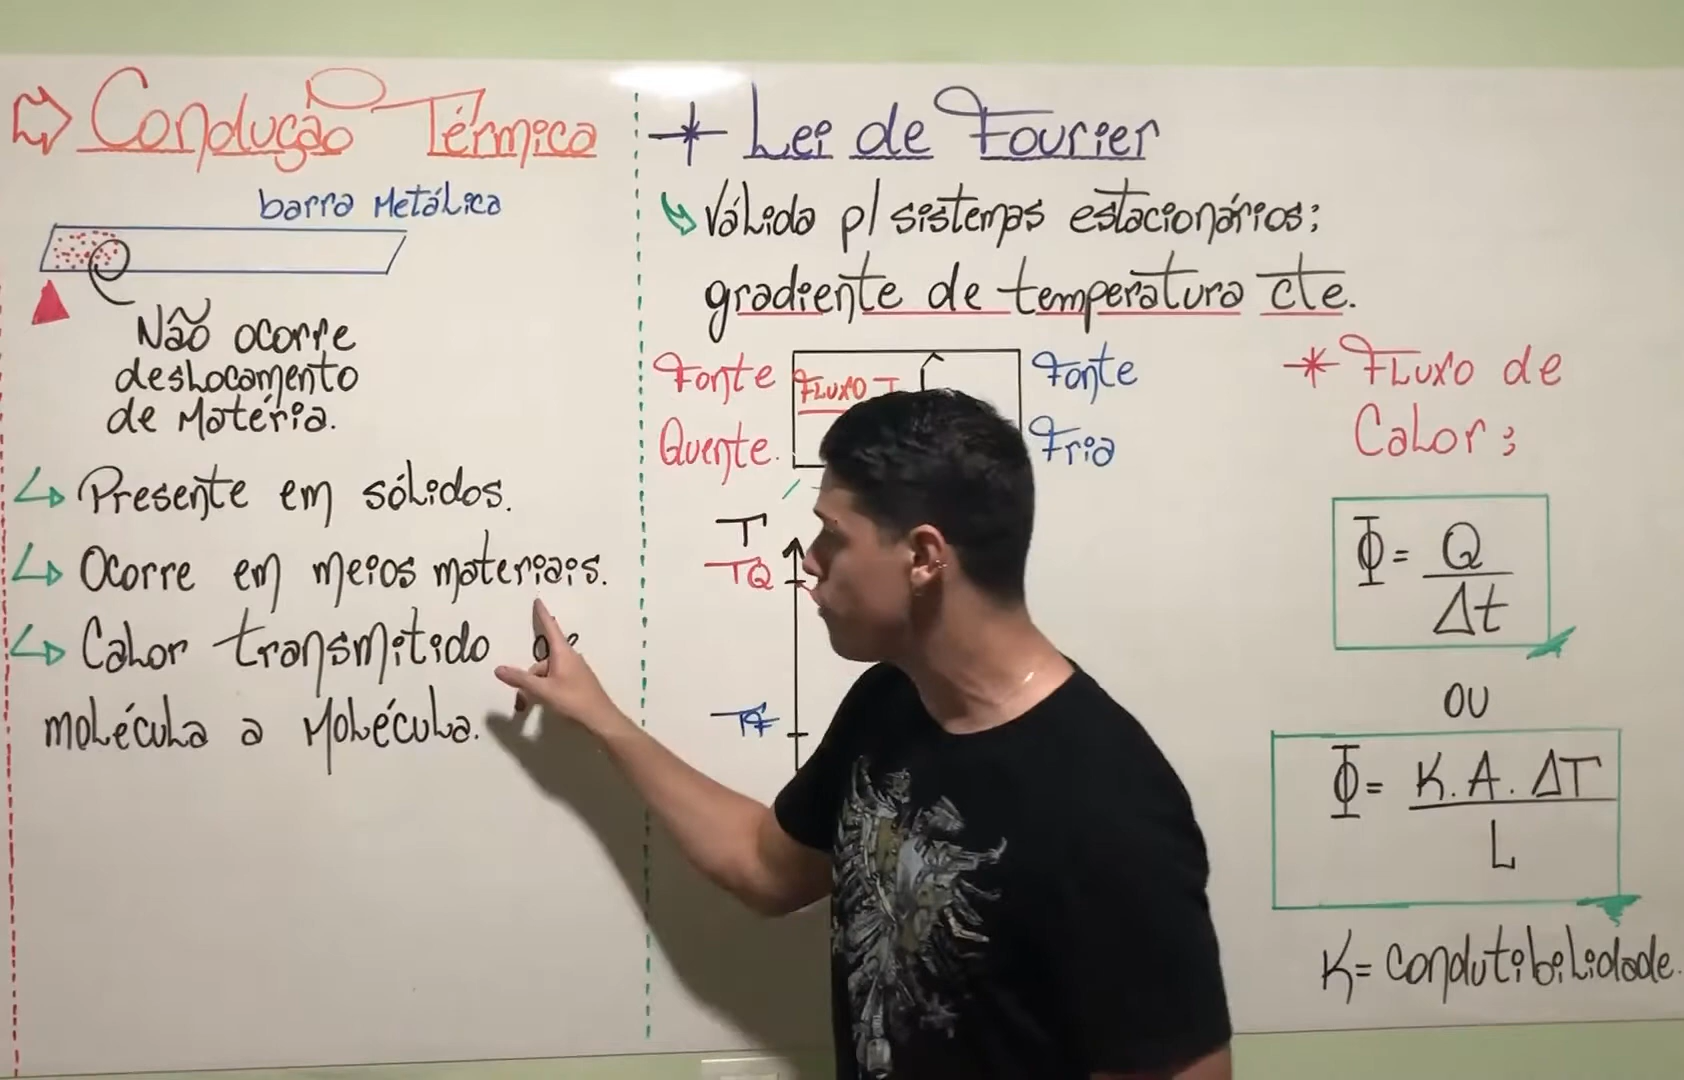 Condução Térmica
barra Metálica
Não ocorre
deslocamento
de Matéria.
Presente em sólidos.
Ocorre em meios materiais.
Calor transmitido de
molécula a Molécula.
* Lei de Fourier
Válida p/ sistemas estacionários;
gradiente de temperatura cte.
Fonte
Quente.
Fluxo
Fonte
Fria
T
TQ
TF
* Fluxo de
Calor;
Φ = Q
Δt
ou
Φ = K. A. ΔT
L
K = condutibilidade.